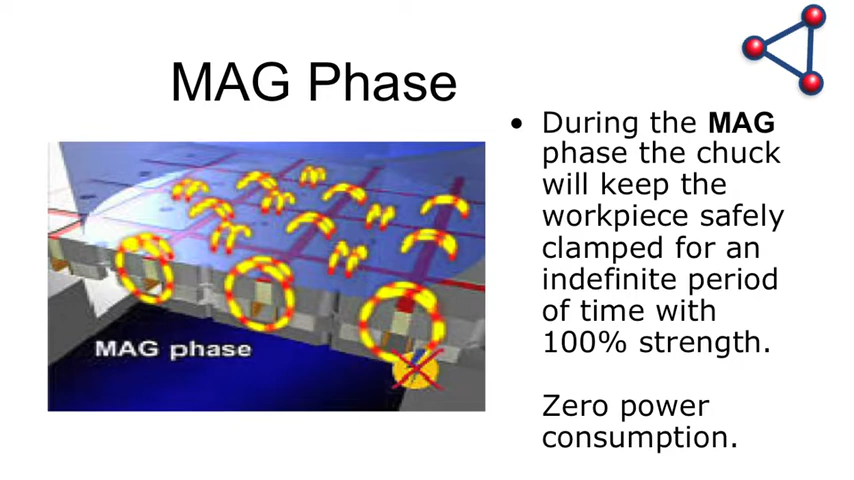 MAG Phase
• During the MAG
phase the chuck
will keep the
workpiece safely
clamped for an
indefinite period
of time with
100% strength.
Zero power
consumption.
MAG phase